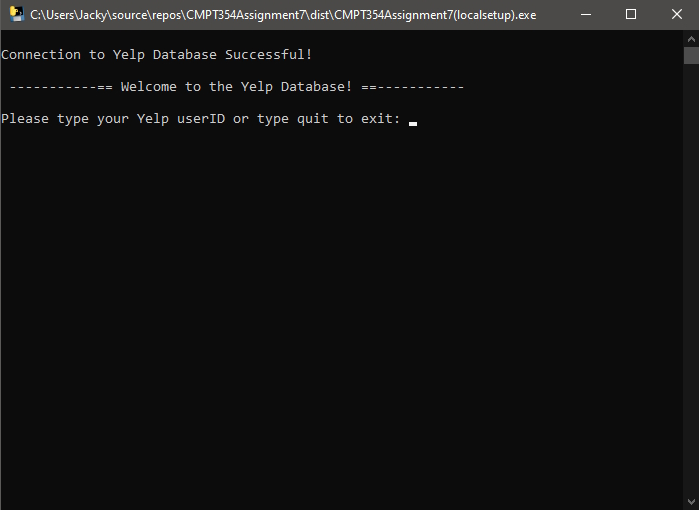 C:\Users\Jacky\source\repos\CMPT354Assignment7\dist\CMPT354Assignment7(localsetup).exe
Connection to Yelp Database Successful!
-----------== Welcome to the Yelp Database! ==-----------
Please type your Yelp userID or type quit to exit: